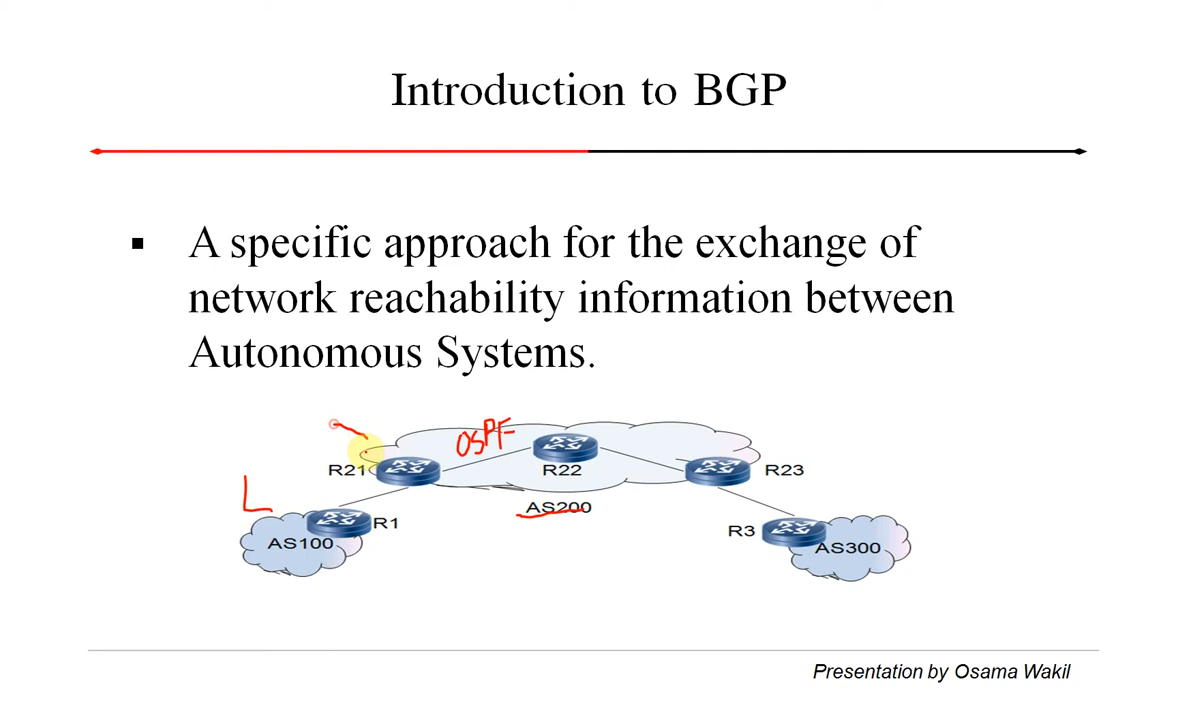 Introduction to BGP
A specific approach for the exchange of
network reachability information between
Autonomous Systems.
OSPF
R21
R22
R23
AS200
R1
R3
AS100
AS300
Presentation by Osama Wakil